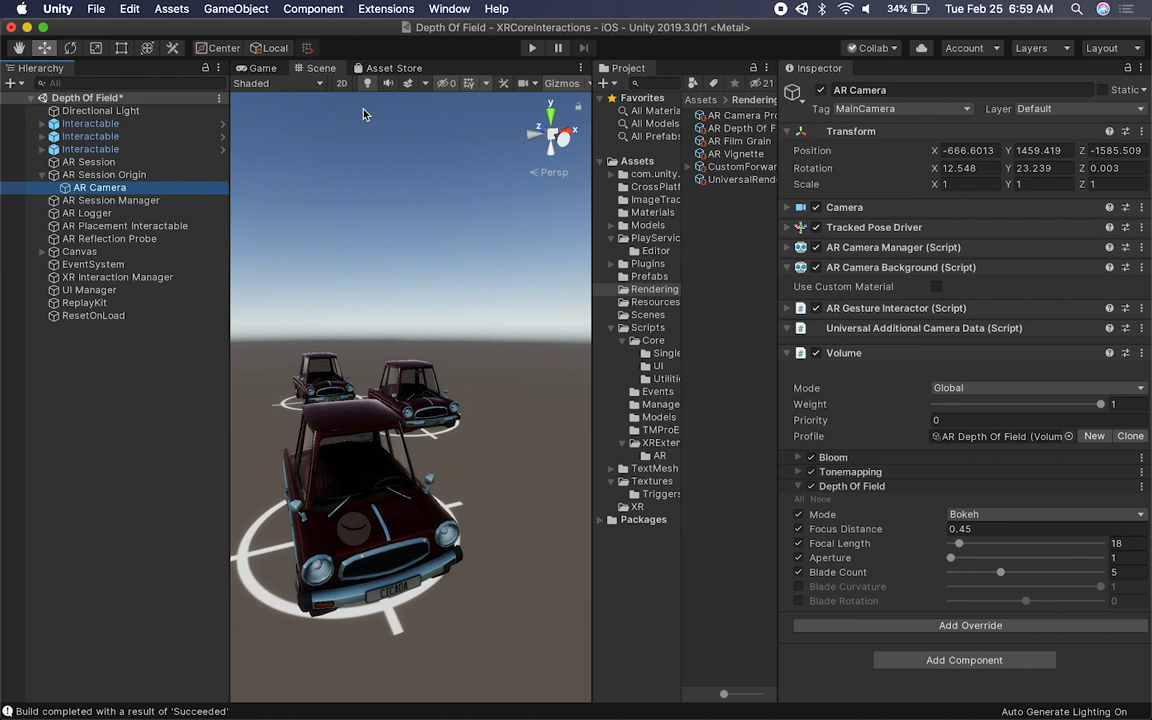 Unity File Edit Assets GameObject Component Extensions Window Help 34% Tue Feb 25 6:59 AM
Depth Of Field - XRCoreInteractions - iOS - Unity 2019.3.0f1 <Metal>
Center Local Collab Account Layers Layout
Hierarchy Game Scene Asset Store Project Inspector
All Shaded 2D 0 Gizmos 21
Depth Of Field*
Directional Light
Interactable
Interactable
Interactable
AR Session
AR Session Origin
AR Camera
AR Session Manager
AR Logger
AR Placement Interactable
AR Reflection Probe
Canvas
EventSystem
XR Interaction Manager
UI Manager
ReplayKit
ResetOnLoad
y
z x
Persp
CTCAOA
Favorites
All Materia
All Models
All Prefabs
Assets
com.unity.
CrossPlatf
ImageTrac
Materials
Models
PlayServic
Editor
Plugins
Prefabs
Rendering
Resources
Scenes
Scripts
Core
Single
UI
Utilitie
Events
Manage
Models
TMProE
XRExten
AR
TextMesh
Textures
Triggers
XR
Packages
Assets Rendering
AR Camera Pro
AR Depth Of F
AR Film Grain
AR Vignette
CustomForwar
UniversalRend
AR Camera Static
Tag MainCamera Layer Default
Transform
Position X -666.6013 Y 1459.419 Z -1585.509
Rotation X 12.548 Y 23.239 Z 0.003
Scale X 1 Y 1 Z 1
Camera
Tracked Pose Driver
AR Camera Manager (Script)
AR Camera Background (Script)
Use Custom Material
AR Gesture Interactor (Script)
Universal Additional Camera Data (Script)
Volume
Mode Global
Weight 1
Priority 0
Profile AR Depth Of Field (Volum New Clone
Bloom
Tonemapping
Depth Of Field
All None
Mode Bokeh
Focus Distance 0.45
Focal Length 18
Aperture 1
Blade Count 5
Blade Curvature 1
Blade Rotation 0
Add Override
Add Component
Build completed with a result of 'Succeeded' Auto Generate Lighting On